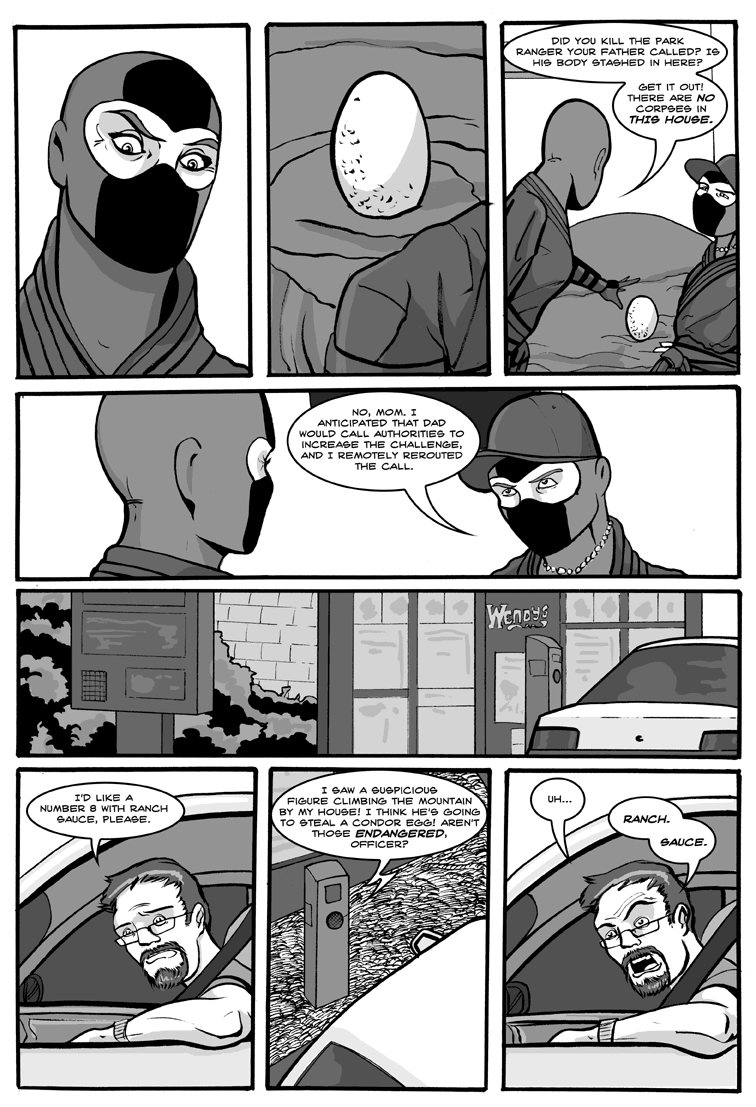 DID YOU KILL THE PARK
RANGER YOUR FATHER CALLED? IS
HIS BODY STASHED IN HERE?
GET IT OUT!
THERE ARE NO
CORPSES IN
THIS HOUSE.
NO, MOM. I
ANTICIPATED THAT DAD
WOULD CALL AUTHORITIES TO
INCREASE THE CHALLENGE,
AND I REMOTELY REROUTED
THE CALL.
WENDYS
I'D LIKE A
NUMBER 8 WITH RANCH
SAUCE, PLEASE.
I SAW A SUSPICIOUS
FIGURE CLIMBING THE MOUNTAIN
BY MY HOUSE! I THINK HE'S GOING
TO STEAL A CONDOR EGG! AREN'T
THOSE ENDANGERED,
OFFICER?
UH...
RANCH.
SAUCE.